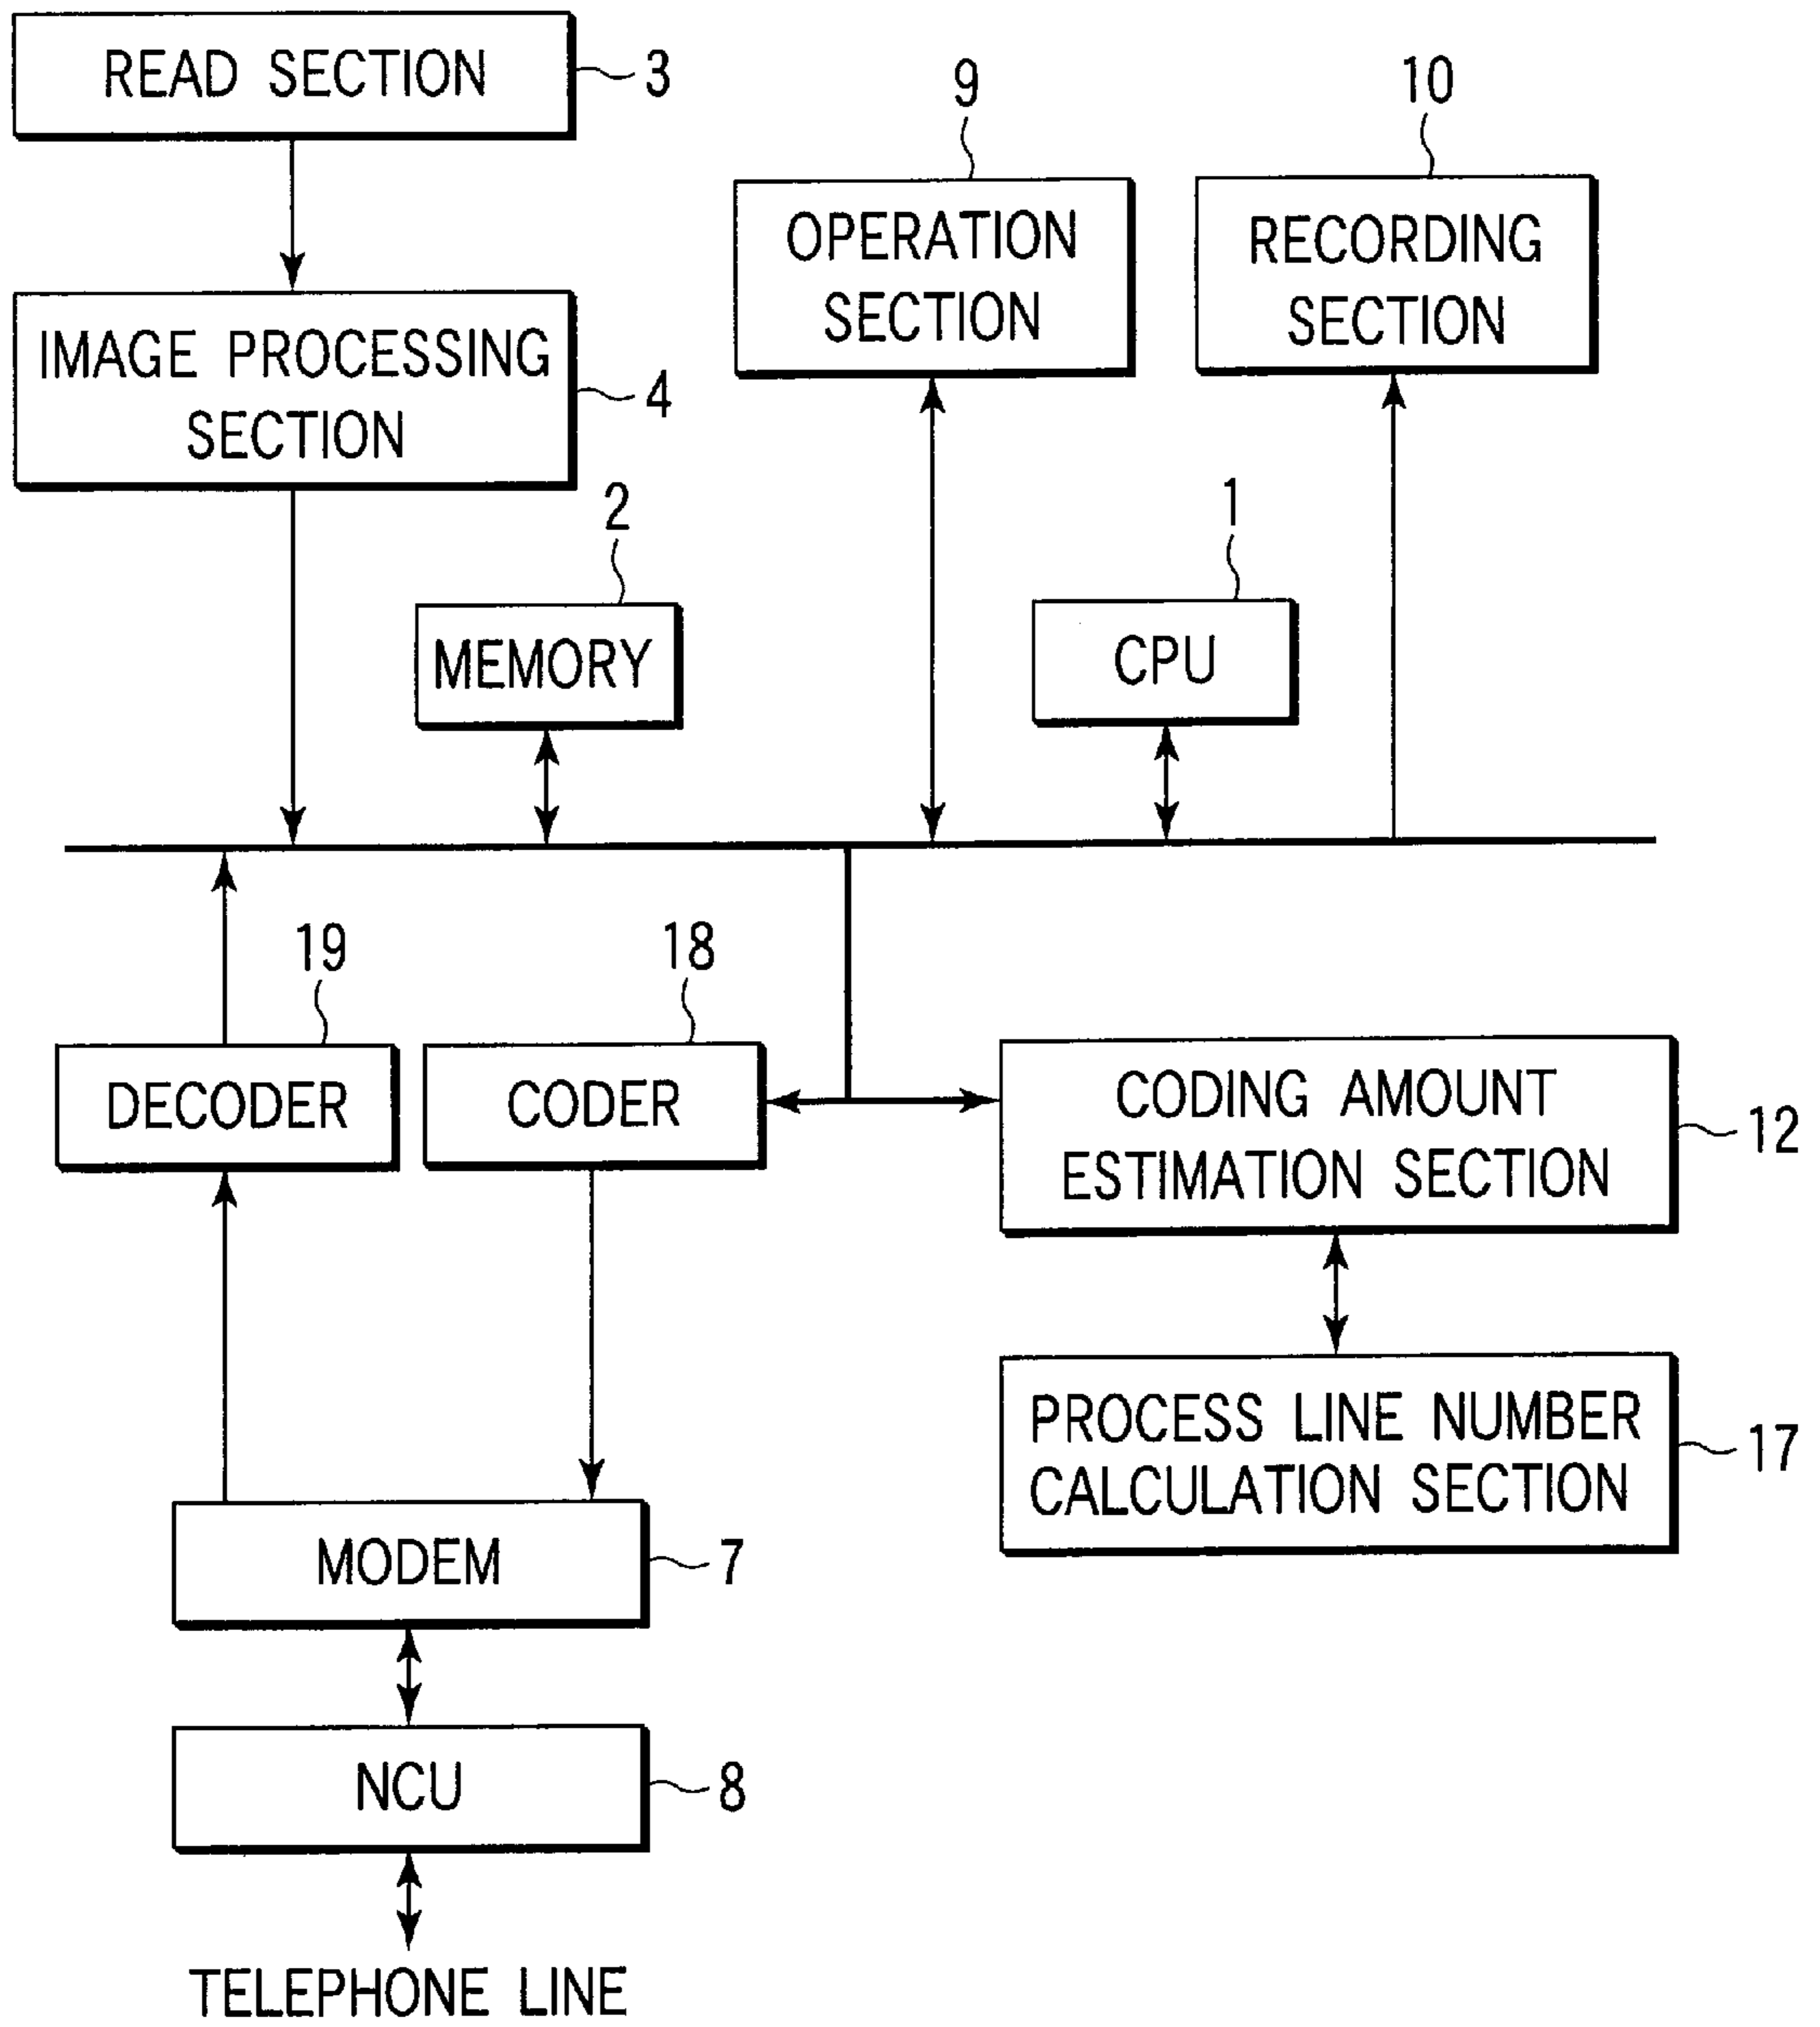 READ SECTION
3
9
10
OPERATION
SECTION
RECORDING
SECTION
IMAGE PROCESSING
SECTION
4
2
1
MEMORY
CPU
19
18
DECODER
CODER
CODING AMOUNT
ESTIMATION SECTION
12
PROCESS LINE NUMBER
CALCULATION SECTION
17
MODEM
7
NCU
8
TELEPHONE LINE